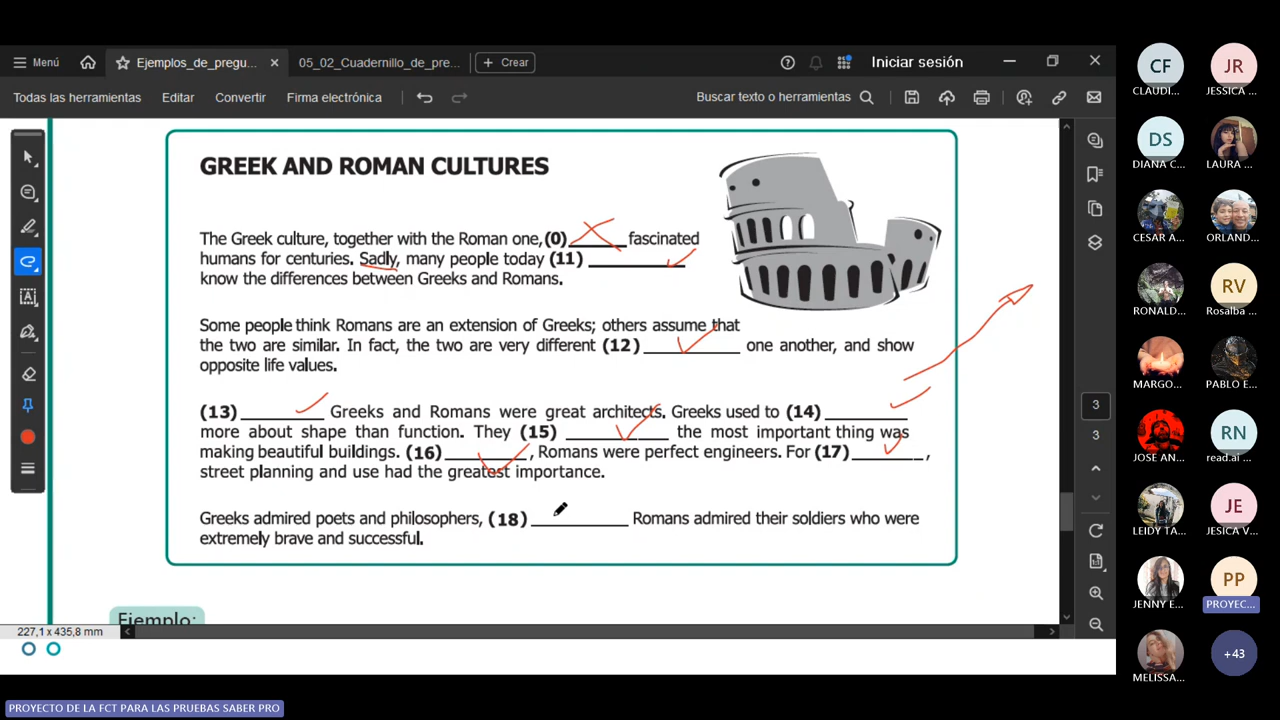 Menú
Ejemplos_de_pregu...
05_02_Cuadernillo_de_pre...
Crear
Iniciar sesión
Todas las herramientas
Editar
Convertir
Firma electrónica
Buscar texto o herramientas
GREEK AND ROMAN CULTURES
The Greek culture, together with the Roman one, (0) ______ fascinated
humans for centuries. Sadly, many people today (11) __________
know the differences between Greeks and Romans.
Some people think Romans are an extension of Greeks; others assume that
the two are similar. In fact, the two are very different (12) __________ one another, and show
opposite life values.
(13) ________ Greeks and Romans were great architects. Greeks used to (14) ________
more about shape than function. They (15) __________ the most important thing was
making beautiful buildings. (16) ________, Romans were perfect engineers. For (17) _______,
street planning and use had the greatest importance.
Greeks admired poets and philosophers, (18) __________ Romans admired their soldiers who were
extremely brave and successful.
Ejemplo:
227,1 x 435,8 mm
3
3
CF
CLAUDI...
JR
JESSICA ...
DS
DIANA C...
LAURA ...
CESAR A...
ORLAND...
RONALD...
RV
Rosalba ...
MARGO...
PABLO E...
JOSE AN...
RN
read.ai ...
LEIDY TA...
JE
JESICA V...
JENNY E...
PP
PROYEC...
MELISSA...
+43
PROYECTO DE LA FCT PARA LAS PRUEBAS SABER PRO